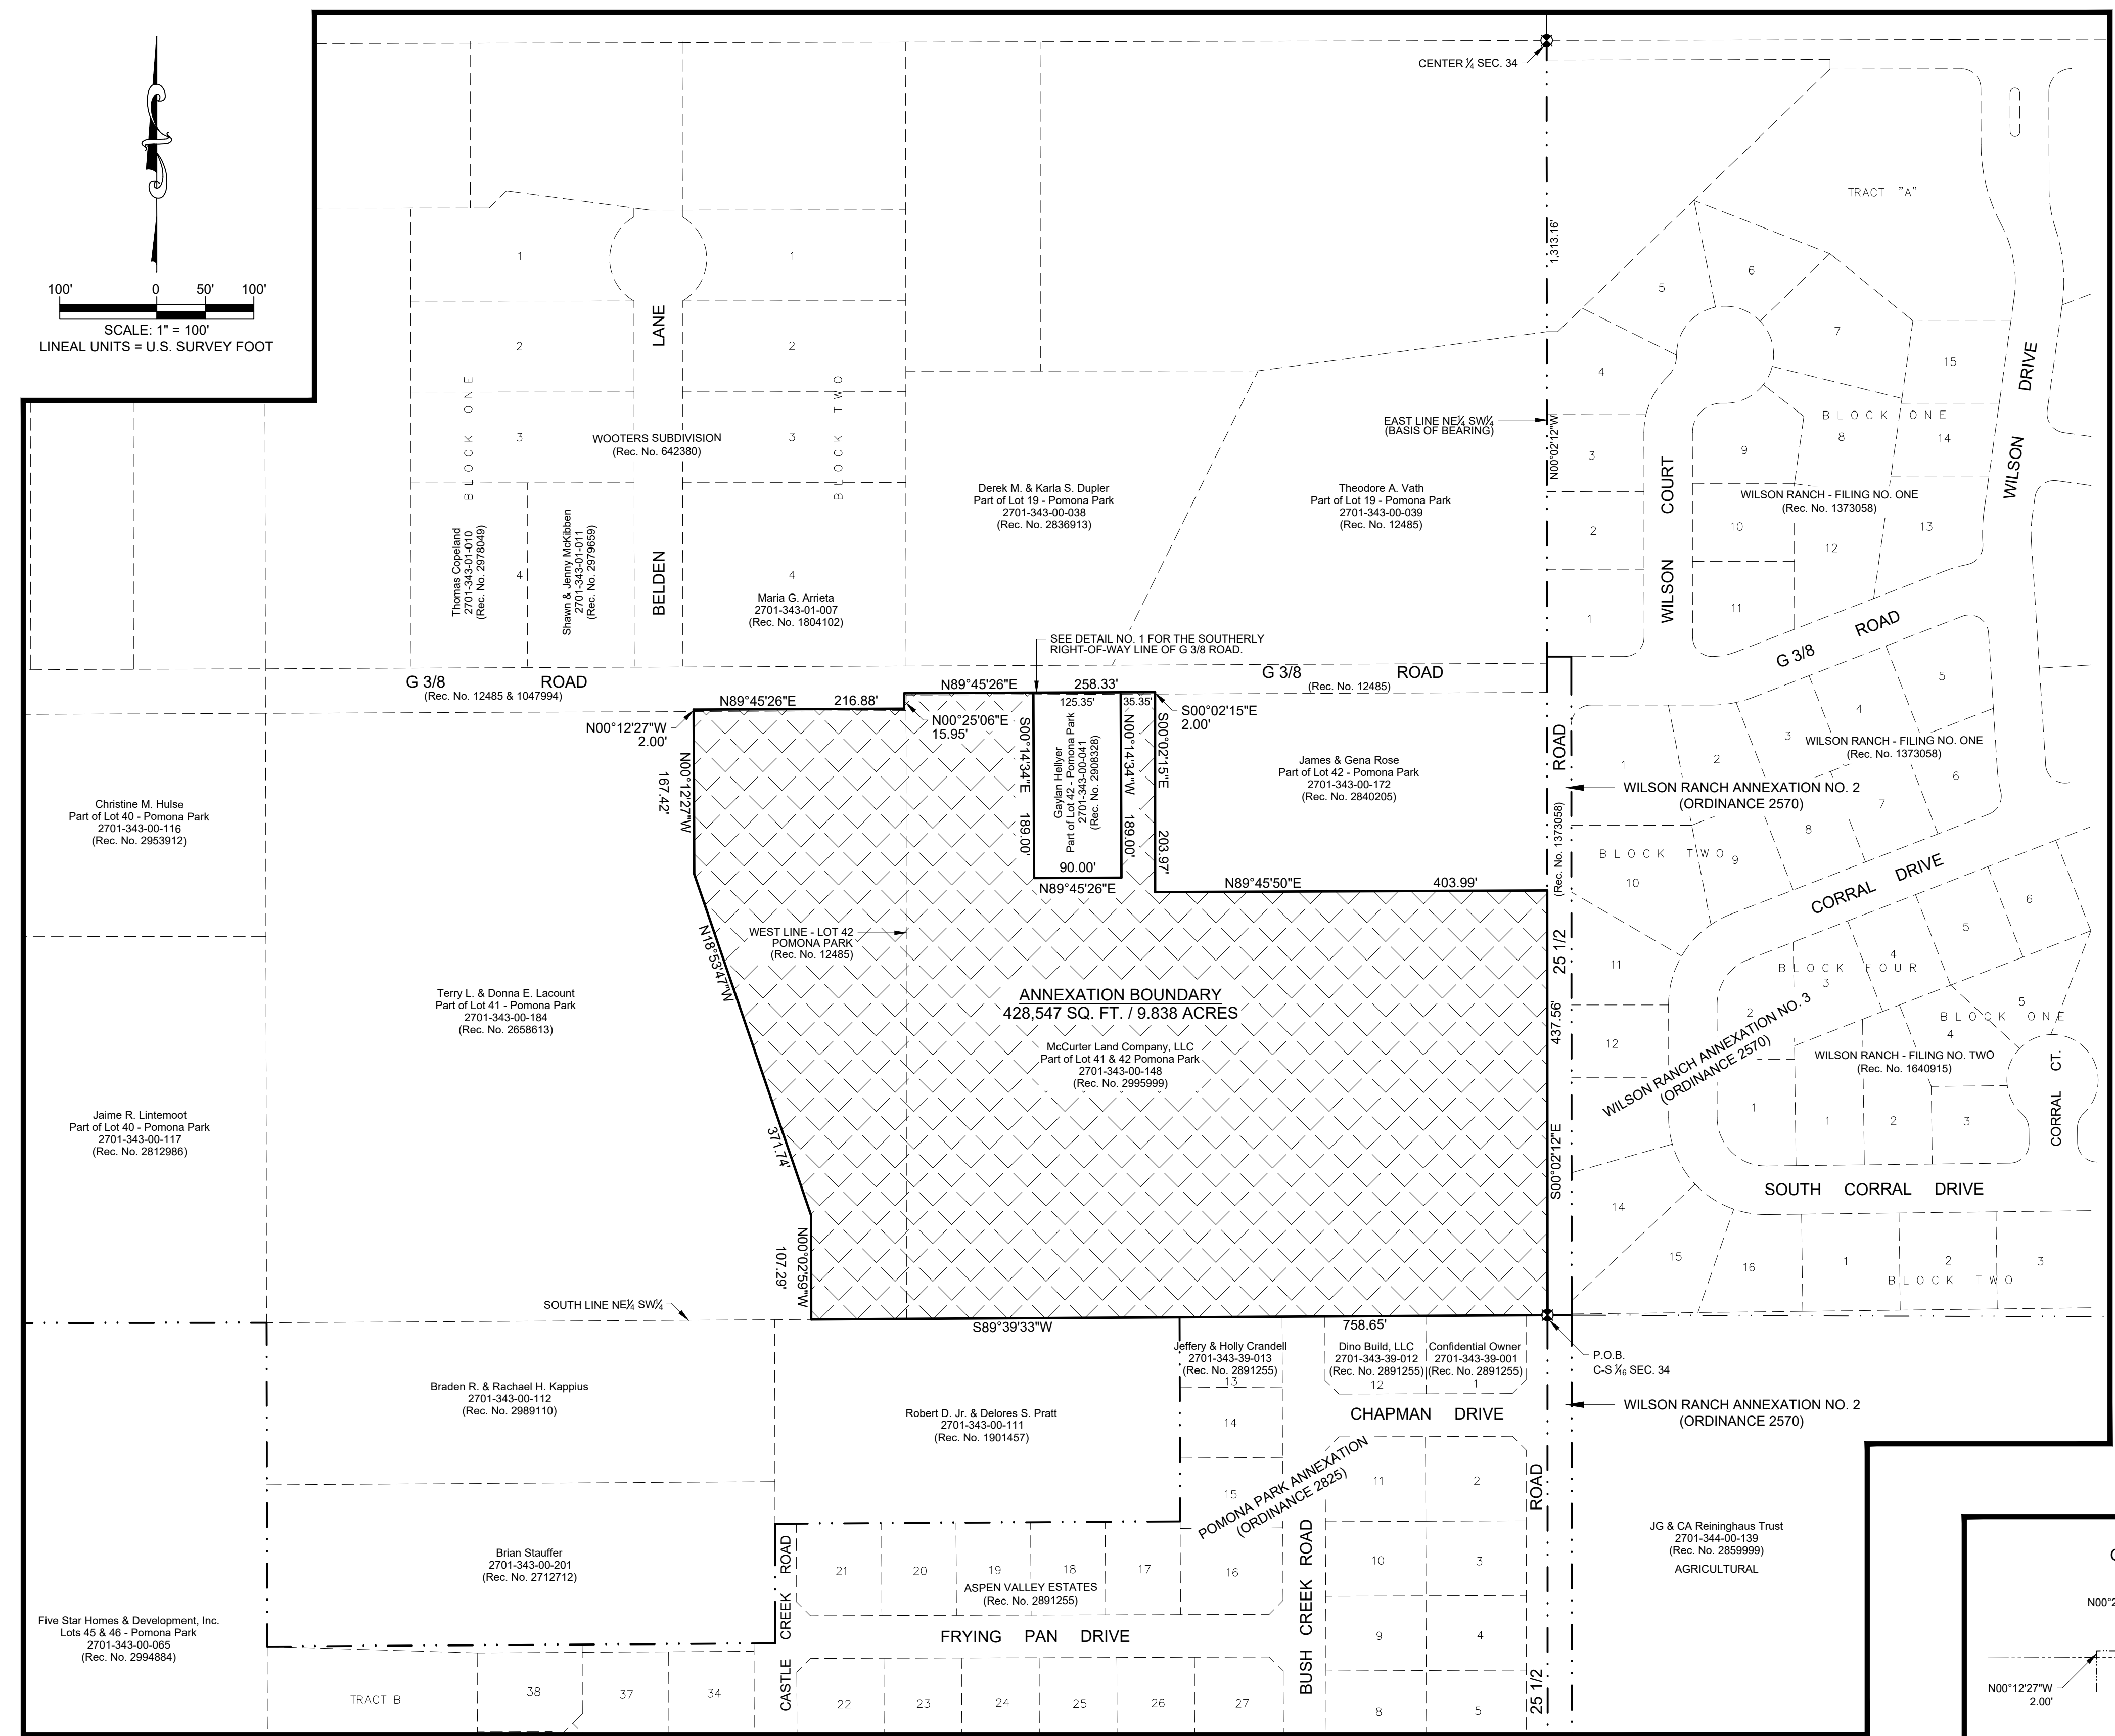 CENTER ¼ SEC. 34
TRACT "A"
1,313.16'
100' 0 50' 100'
SCALE: 1" = 100'
LINEAL UNITS = U.S. SURVEY FOOT
1
1
2
2
3
3
4
4
BLOCK ONE
BLOCK TWO
LANE
BELDEN
WOOTERS SUBDIVISION
(Rec. No. 642380)
Thomas Copeland
2701-343-01-010
(Rec. No. 2978049)
Shawn & Jenny McKibben
2701-343-01-011
(Rec. No. 2979659)
Maria G. Arrieta
2701-343-01-007
(Rec. No. 1804102)
Derek M. & Karla S. Dupler
Part of Lot 19 - Pomona Park
2701-343-00-038
(Rec. No. 2836913)
Theodore A. Vath
Part of Lot 19 - Pomona Park
2701-343-00-039
(Rec. No. 12485)
EAST LINE NE¼ SW¼
(BASIS OF BEARING)
N00°02'12"W
5
6
7
15
4
3
2
1
9
8
14
10
12
13
11
BLOCK ONE
WILSON COURT
WILSON DRIVE
WILSON RANCH - FILING NO. ONE
(Rec. No. 1373058)
G 3/8 ROAD
SEE DETAIL NO. 1 FOR THE SOUTHERLY
RIGHT-OF-WAY LINE OF G 3/8 ROAD.
G 3/8 ROAD
(Rec. No. 12485 & 1047994)
G 3/8 ROAD
(Rec. No. 12485)
N89°45'26"E 216.88'
N89°45'26"E 258.33'
N00°12'27"W
2.00'
N00°25'06"E
15.95'
S00°02'15"E
2.00'
125.35'
35.35'
N00°12'27"W
167.42'
S00°14'34"E 189.00'
Gaylan Hellyer
Part of Lot 42 - Pomona Park
2701-343-00-041
(Rec. No. 2908328)
N00°14'34"W 189.00'
S00°02'15"E 203.97'
90.00'
N89°45'26"E
James & Gena Rose
Part of Lot 42 - Pomona Park
2701-343-00-172
(Rec. No. 2840205)
N89°45'50"E 403.99'
ROAD
(Rec. No. 1373058)
25 1/2
WILSON RANCH ANNEXATION NO. 2
(ORDINANCE 2570)
WILSON RANCH - FILING NO. ONE
(Rec. No. 1373058)
5
4
3
2
1
6
7
8
9
10
11
12
14
15
16
BLOCK TWO
CORRAL DRIVE
Christine M. Hulse
Part of Lot 40 - Pomona Park
2701-343-00-116
(Rec. No. 2953912)
WEST LINE - LOT 42
POMONA PARK
(Rec. No. 12485)
N18°53'47"W
371.74'
Terry L. & Donna E. Lacount
Part of Lot 41 - Pomona Park
2701-343-00-184
(Rec. No. 2658613)
ANNEXATION BOUNDARY
428,547 SQ. FT. / 9.838 ACRES
McCurter Land Company, LLC
Part of Lot 41 & 42 Pomona Park
2701-343-00-148
(Rec. No. 2995999)
437.56'
S00°02'12"E
BLOCK FOUR
6
5
4
3
2
1
WILSON RANCH ANNEXATION NO. 3
(ORDINANCE 2570)
BLOCK ONE
5
4
1
2
3
WILSON RANCH - FILING NO. TWO
(Rec. No. 1640915)
CORRAL CT.
SOUTH CORRAL DRIVE
1
2
3
BLOCK TWO
Jaime R. Lintemoot
Part of Lot 40 - Pomona Park
2701-343-00-117
(Rec. No. 2812986)
N00°02'59"W
107.29'
SOUTH LINE NE¼ SW¼
S89°39'33"W
758.65'
P.O.B.
C-S 1⁄16 SEC. 34
WILSON RANCH ANNEXATION NO. 2
(ORDINANCE 2570)
Jeffery & Holly Crandell
2701-343-39-013
(Rec. No. 2891255)
13
Dino Build, LLC
2701-343-39-012
(Rec. No. 2891255)
12
Confidential Owner
2701-343-39-001
(Rec. No. 2891255)
1
Braden R. & Rachael H. Kappius
2701-343-00-112
(Rec. No. 2989110)
Robert D. Jr. & Delores S. Pratt
2701-343-00-111
(Rec. No. 1901457)
CHAPMAN DRIVE
14
15
POMONA PARK ANNEXATION
(ORDINANCE 2825)
11
2
10
3
9
4
8
5
ROAD
25 1/2
BUSH CREEK ROAD
JG & CA Reininghaus Trust
2701-344-00-139
(Rec. No. 2859999)
AGRICULTURAL
Brian Stauffer
2701-343-00-201
(Rec. No. 2712712)
CASTLE CREEK ROAD
21
20
19
18
17
16
ASPEN VALLEY ESTATES
(Rec. No. 2891255)
FRYING PAN DRIVE
Five Star Homes & Development, Inc.
Lots 45 & 46 - Pomona Park
2701-343-00-065
(Rec. No. 2994884)
TRACT B
38
37
34
22
23
24
25
26
27
N00°2
N00°12'27"W
2.00'